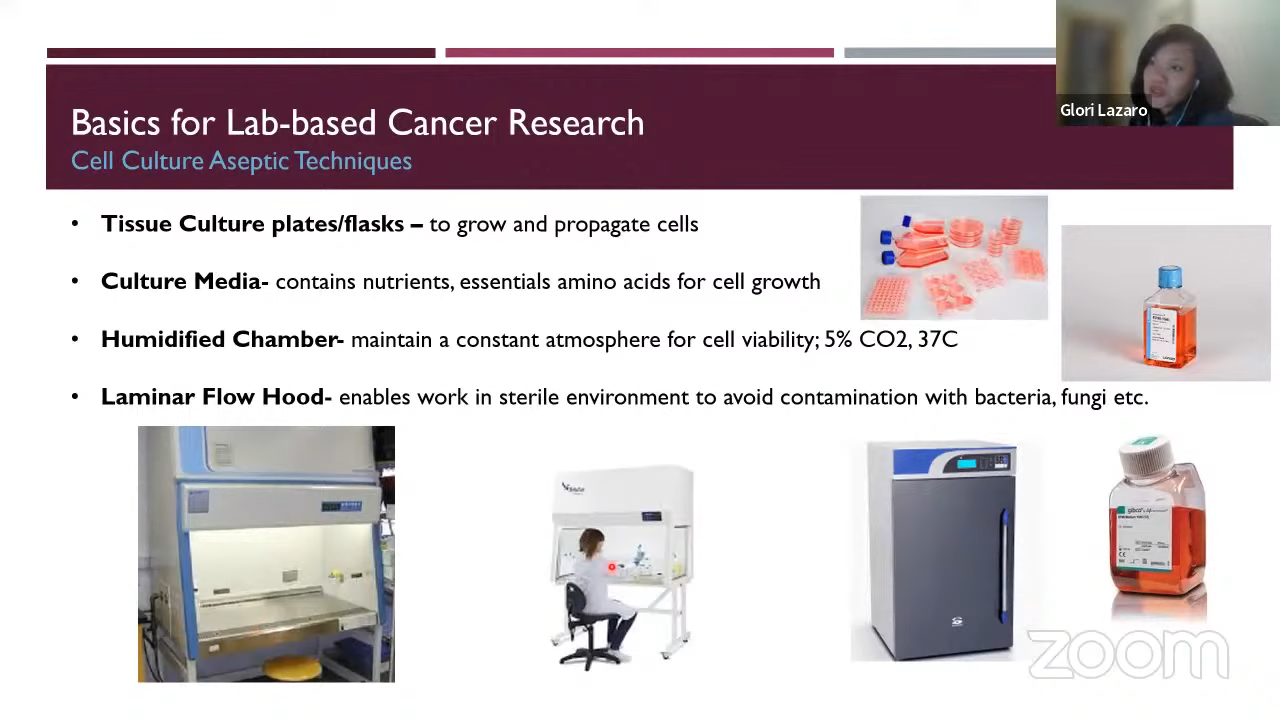 Glori Lazaro
Basics for Lab-based Cancer Research
Cell Culture Aseptic Techniques
• Tissue Culture plates/flasks – to grow and propagate cells
• Culture Media- contains nutrients, essentials amino acids for cell growth
• Humidified Chamber- maintain a constant atmosphere for cell viability; 5% CO2, 37C
• Laminar Flow Hood- enables work in sterile environment to avoid contamination with bacteria, fungi etc.
gibco
zoom